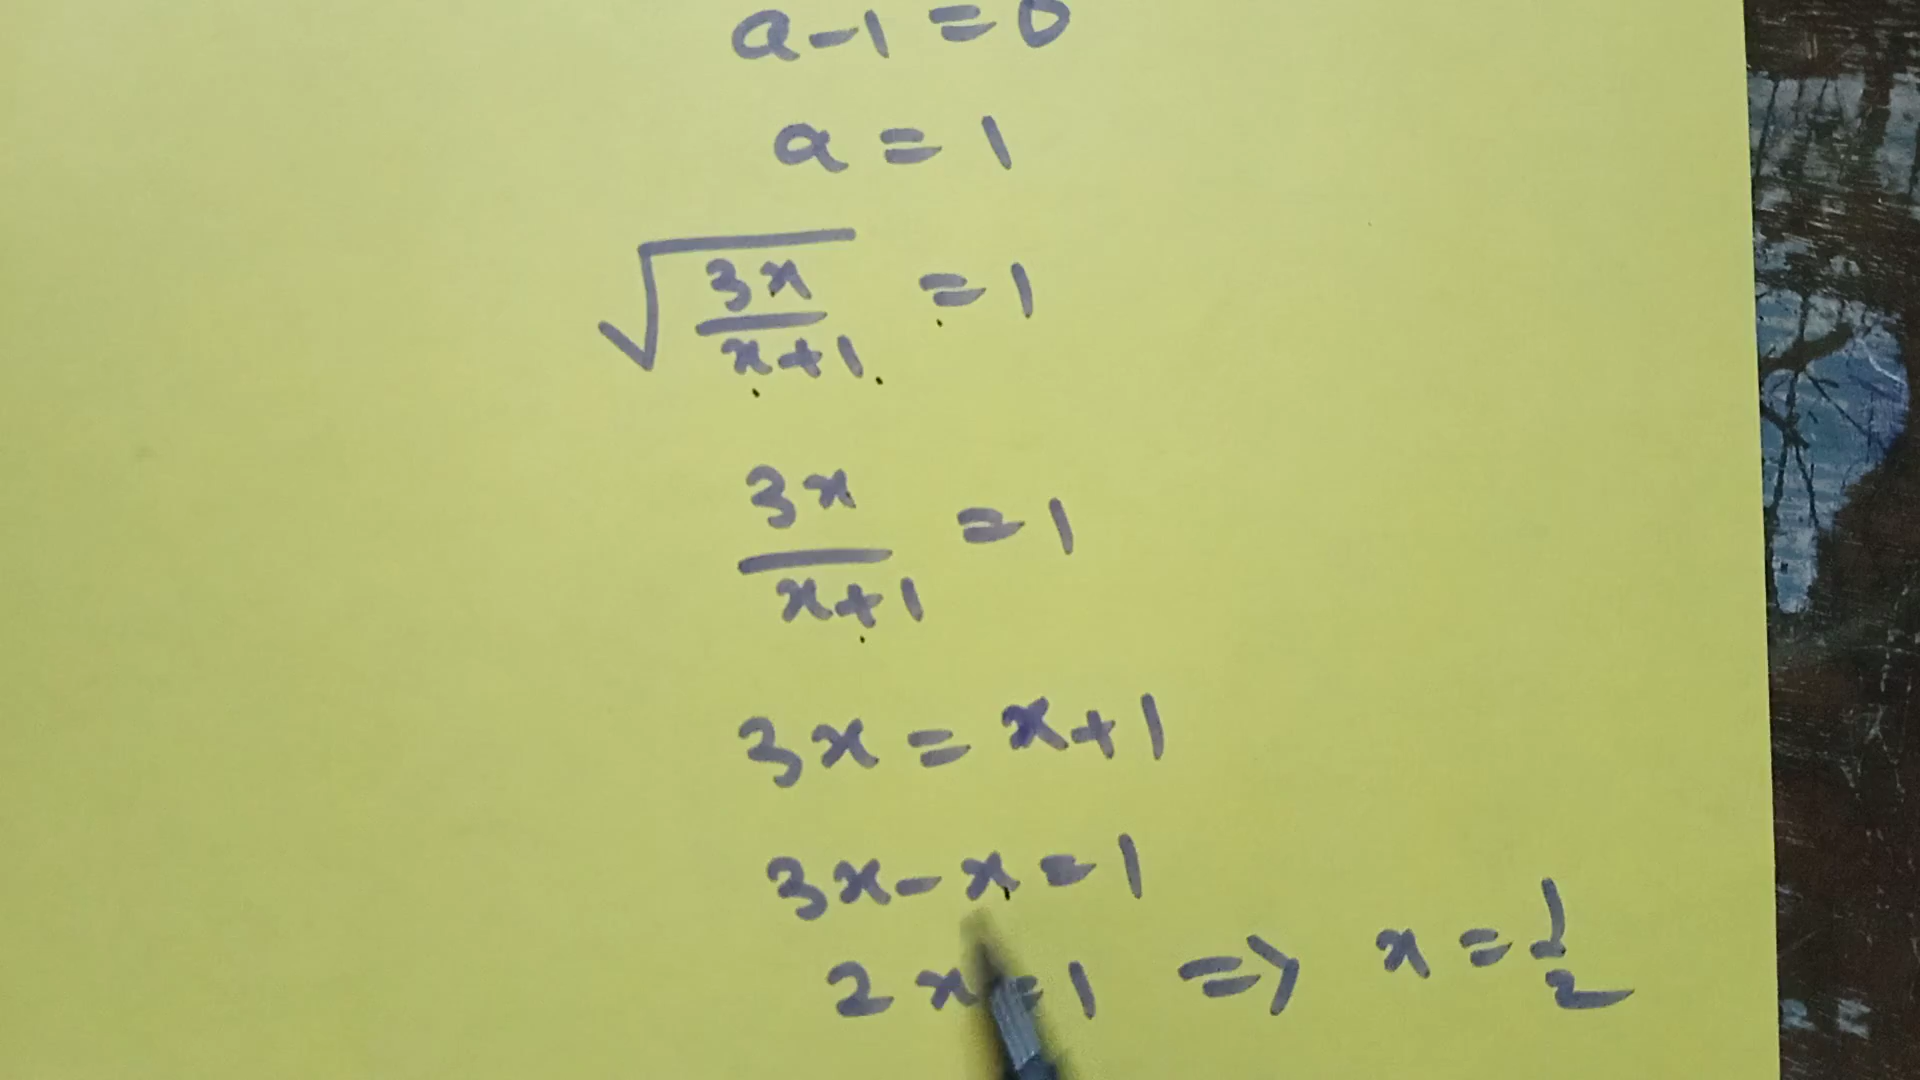 a-1=0
a=1
√(3x/(x+1)) =1
3x/(x+1) =1
3x=x+1
3x-x=1
2x=1 => x=1/2